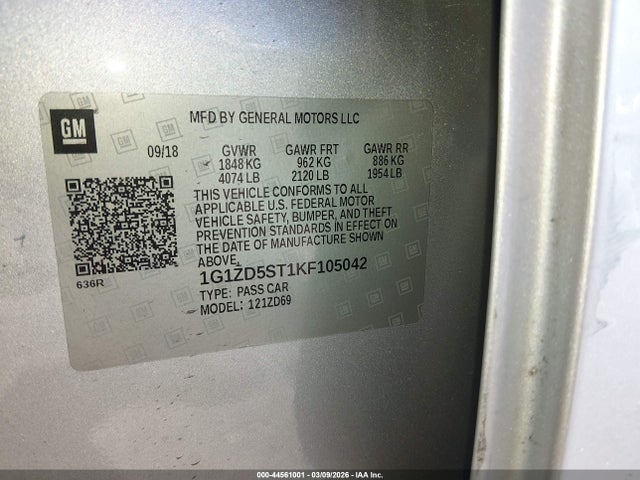 GM
MFD BY GENERAL MOTORS LLC
09/18 GVWR GAWR FRT GAWR RR
1848 KG 962 KG 886 KG
4074 LB 2120 LB 1954 LB
THIS VEHICLE CONFORMS TO ALL
APPLICABLE U.S. FEDERAL MOTOR
VEHICLE SAFETY, BUMPER, AND THEFT
PREVENTION STANDARDS IN EFFECT ON
THE DATE OF MANUFACTURE SHOWN
ABOVE.
1G1ZD5ST1KF105042
636R
TYPE: PASS CAR
MODEL: 121ZD69
000-44561001 | 03/09/2026 | IAA Inc.